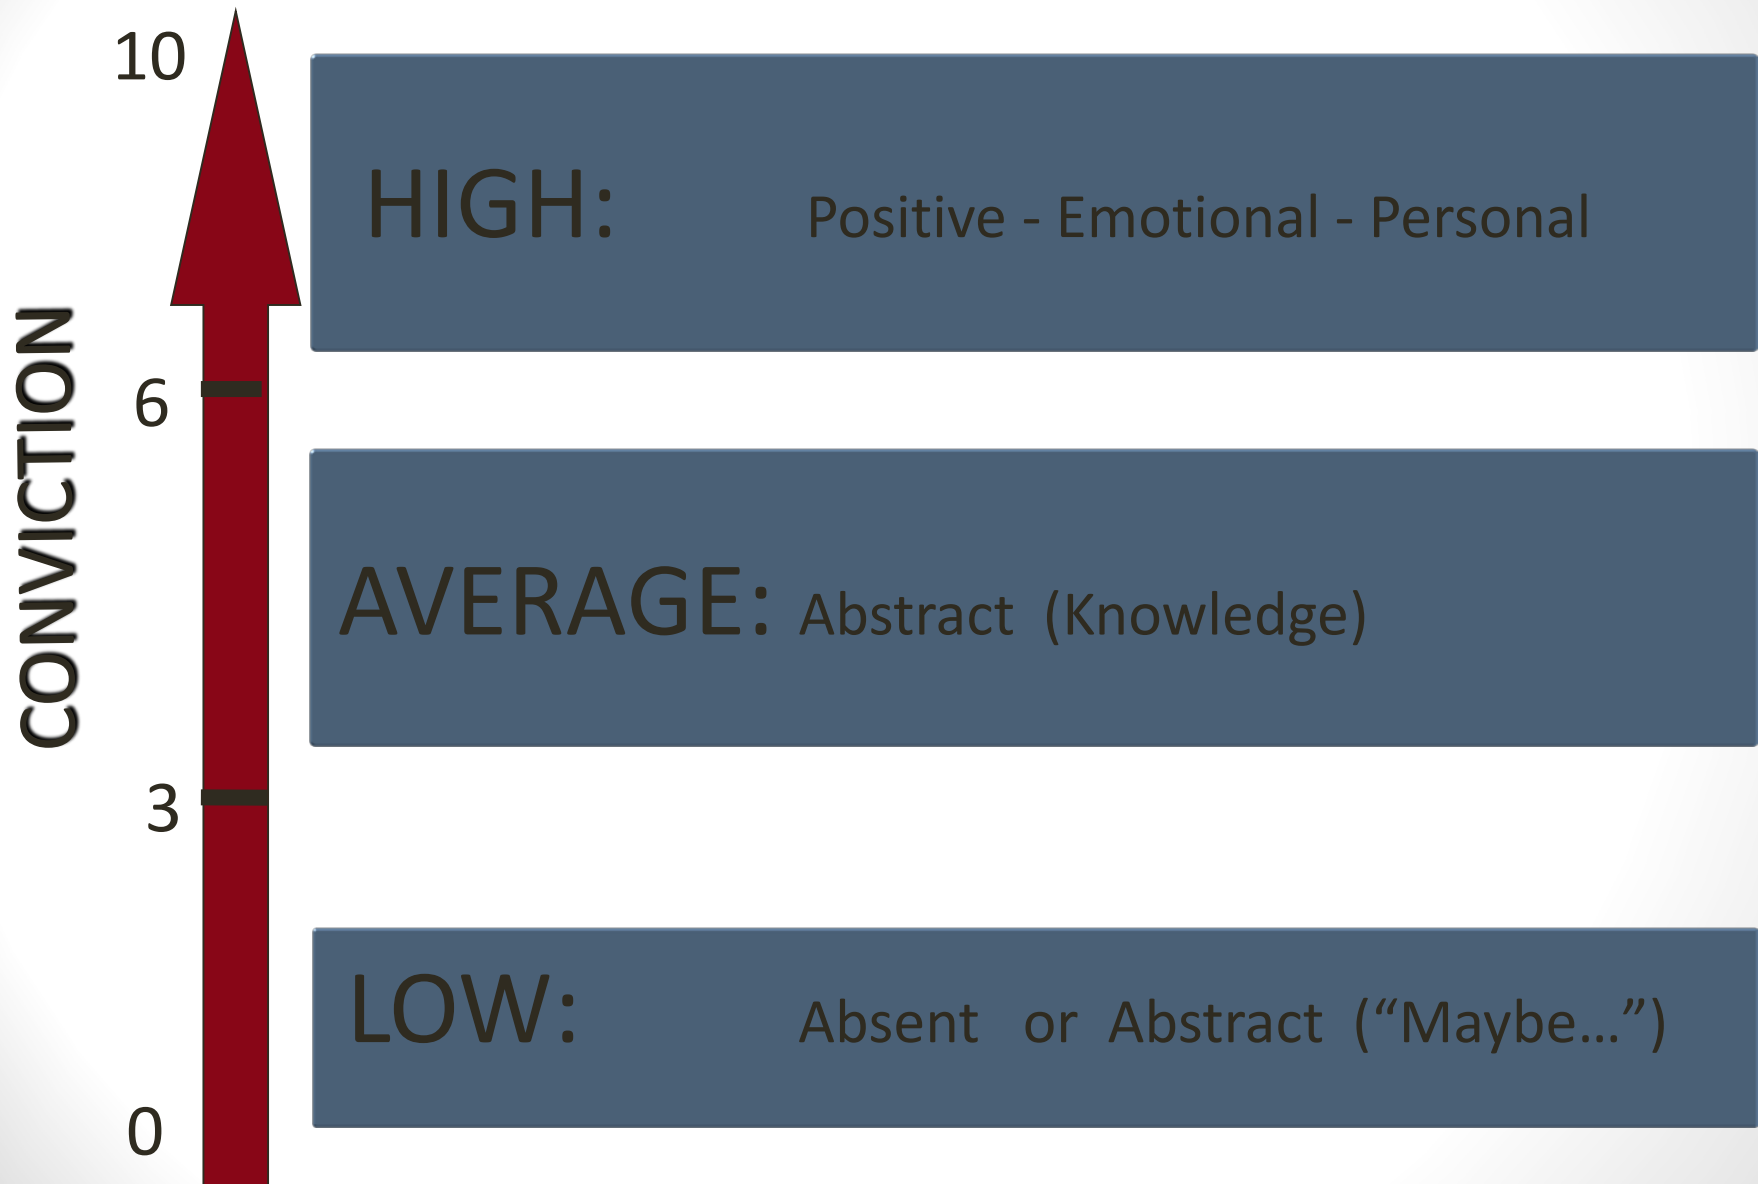 10
HIGH: Positive - Emotional - Personal
CONVICTION
6
AVERAGE: Abstract (Knowledge)
3
LOW: Absent or Abstract (“Maybe…”)
0